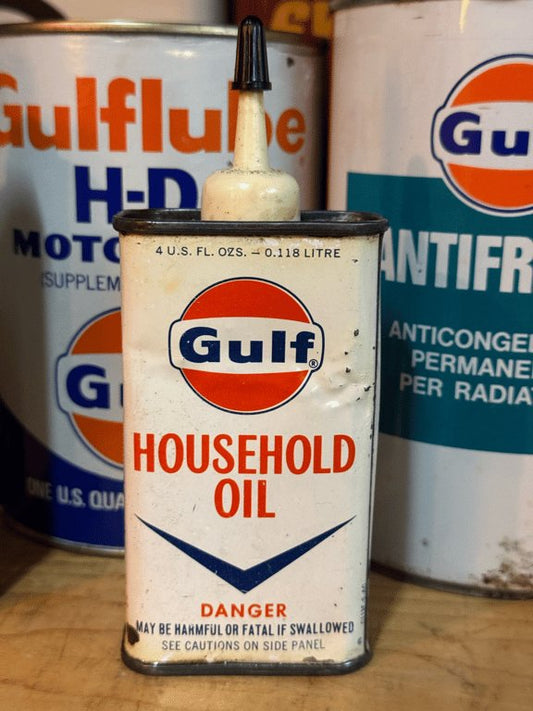 4 U.S. FL. OZS. – 0.118 LITRE
Gulf®
HOUSEHOLD
OIL
DANGER
MAY BE HARMFUL OR FATAL IF SWALLOWED
SEE CAUTIONS ON SIDE PANEL
Gulflube
H-D
MOTO
(SUPPLEM
G
ONE U.S. QUA
Gu
ANTIFR
ANTICONGE
PERMANE
PER RADIA